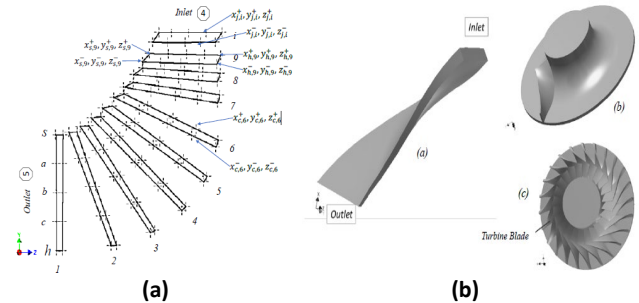 Inlet 4
x⁺j,i, y⁺j,i, z⁺j,i
x⁻j,i, y⁻j,i, z⁻j,i
i
x⁺s,9, y⁺s,9, z⁺s,9
x⁻s,9, y⁻s,9, z⁻s,9
x⁺h,9, y⁺h,9, z⁺h,9
9
x⁻h,9, y⁻h,9, z⁻h,9
8
7
x⁺c,6, y⁺c,6, z⁺c,6
6
x⁻c,6, y⁻c,6, z⁻c,6
5
4
3
2
1
s
a
b
c
h
Outlet 5
Y
Z
(a)
Inlet
(a)
Outlet
(b)
(c)
Turbine Blade
(b)